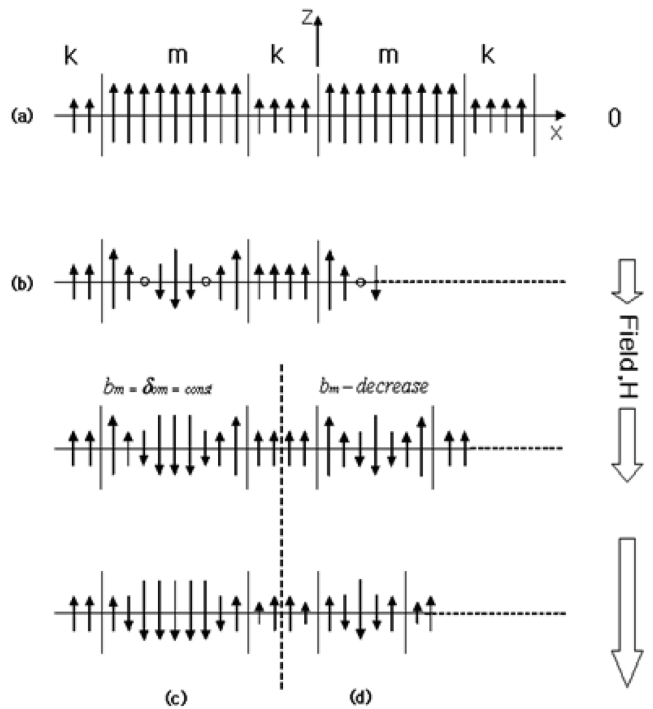 Z
k m k m k
(a) X 0
(b)
Field,H
bm = δom = const bm – decrease
(c) (d)